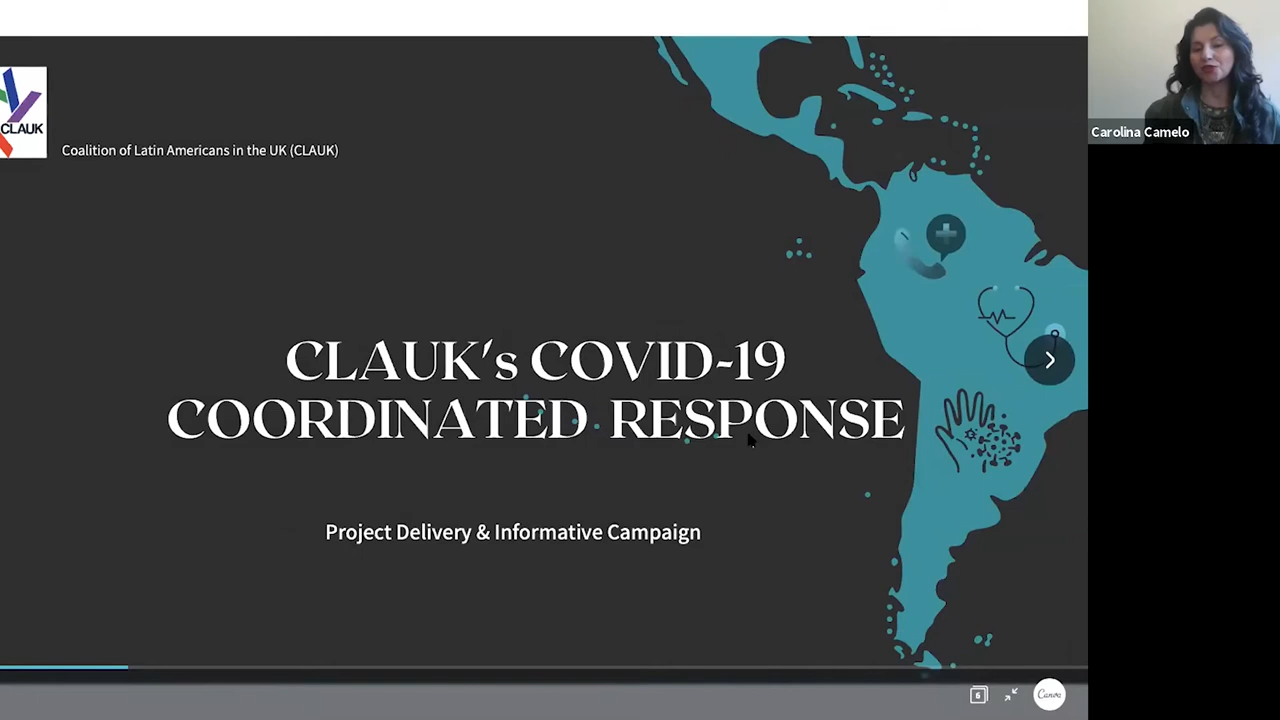 Carolina Camelo
CLAUK
Coalition of Latin Americans in the UK (CLAUK)
CLAUK's COVID-19
COORDINATED RESPONSE
Project Delivery & Informative Campaign
6
Canva